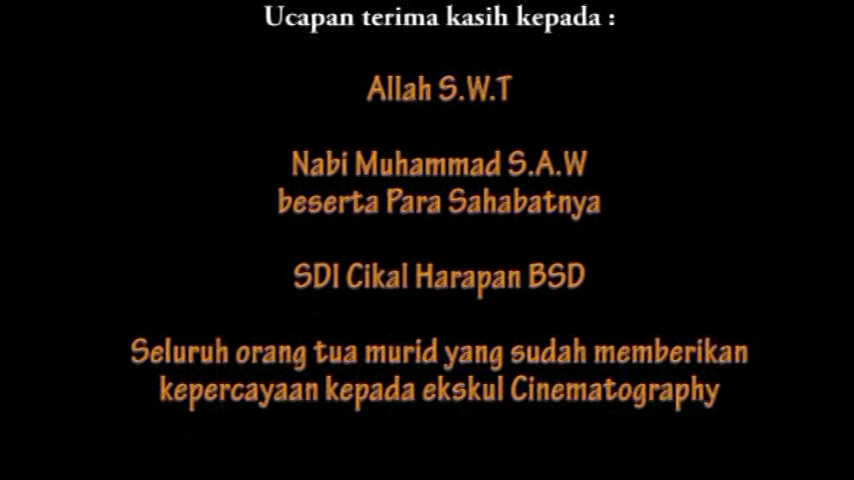 Ucapan terima kasih kepada :
Allah S.W.T
Nabi Muhammad S.A.W
beserta Para Sahabatnya
SDI Cikal Harapan BSD
Seluruh orang tua murid yang sudah memberikan
kepercayaan kepada ekskul Cinematography